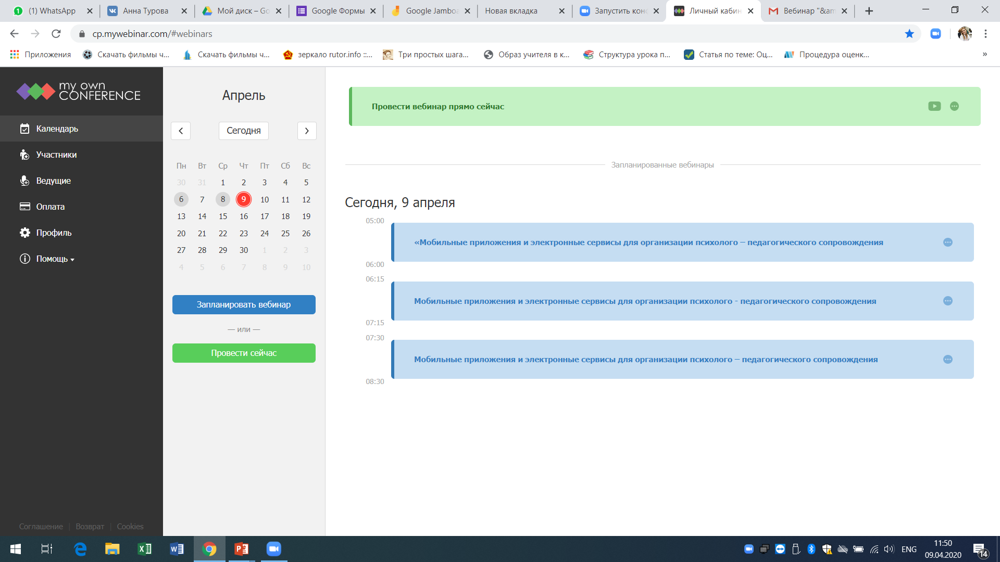 (1) WhatsApp
Анна Турова
Мой диск – Go
Google Формы
Google Jamboa
Новая вкладка
Запустить конс
Личный кабин
Вебинар "&am
cp.mywebinar.com/#webinars
Приложения
Скачать фильмы ч...
Скачать фильмы ч...
зеркало rutor.info ::...
Три простых шага...
Образ учителя в к...
Структура урока п...
Статья по теме: Оц...
Процедура оценк...
»
my own
CONFERENCE
Календарь
Участники
Ведущие
Оплата
Профиль
Помощь
Соглашение | Возврат | Cookies
Апрель
Сегодня
Пн Вт Ср Чт Пт Сб Вс
30 31 1 2 3 4 5
6 7 8 9 10 11 12
13 14 15 16 17 18 19
20 21 22 23 24 25 26
27 28 29 30 1 2 3
4 5 6 7 8 9 10
Запланировать вебинар
— или —
Провести сейчас
Провести вебинар прямо сейчас
Запланированные вебинары
Сегодня, 9 апреля
05:00
«Мобильные приложения и электронные сервисы для организации психолого – педагогического сопровождения
06:00
06:15
Мобильные приложения и электронные сервисы для организации психолого - педагогического сопровождения
07:15
07:30
Мобильные приложения и электронные сервисы для организации психолого – педагогического сопровождения
08:30
ENG
11:50
09.04.2020
14